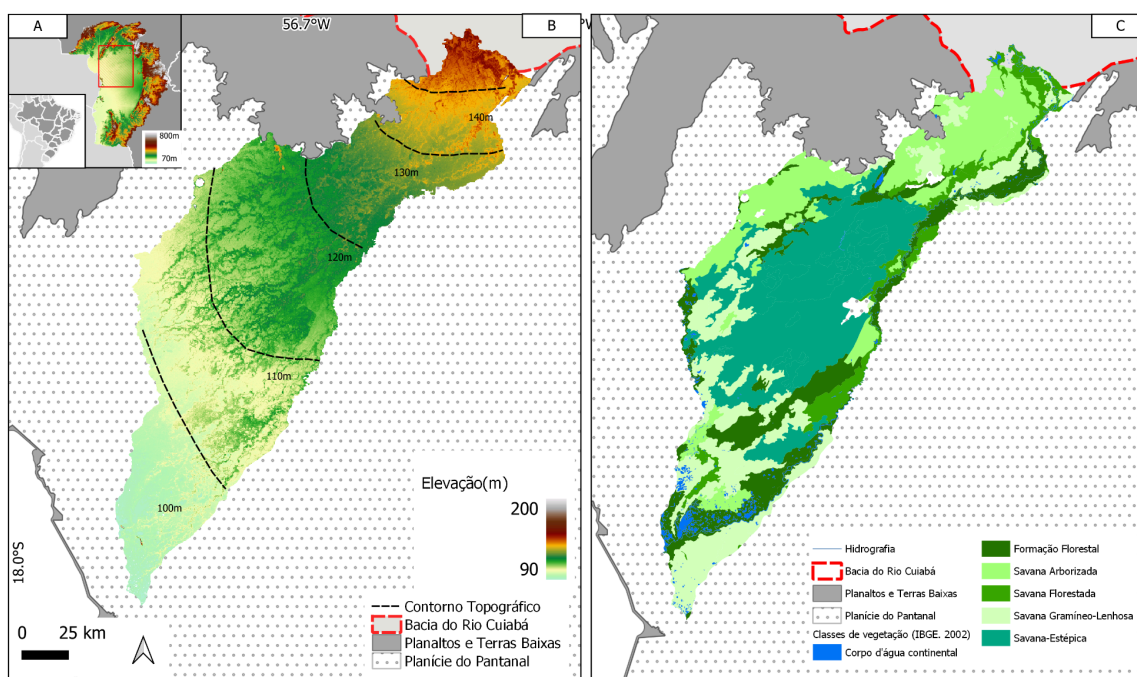 A
800m
70m
56.7°W
B
140m
130m
120m
110m
100m
18.0°S
Elevação(m)
200
90
0 25 km
Contorno Topográfico
Bacia do Rio Cuiabá
Planaltos e Terras Baixas
Planície do Pantanal
°W
C
Hidrografia
Bacia do Rio Cuiabá
Planaltos e Terras Baixas
Planície do Pantanal
Classes de vegetação (IBGE. 2002)
Corpo d'água continental
Formação Florestal
Savana Arborizada
Savana Florestada
Savana Gramíneo-Lenhosa
Savana-Estépica